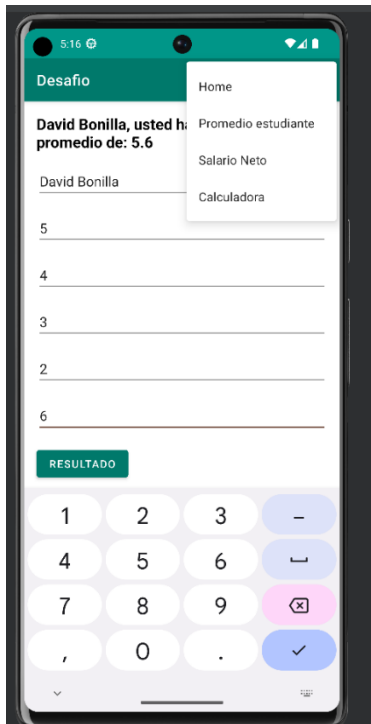 5:16
Desafio
Home
Promedio estudiante
Salario Neto
Calculadora
David Bonilla, usted
promedio de: 5.6
David Bonilla
5
4
3
2
6
RESULTADO
1 2 3 –
4 5 6
7 8 9
, 0 .